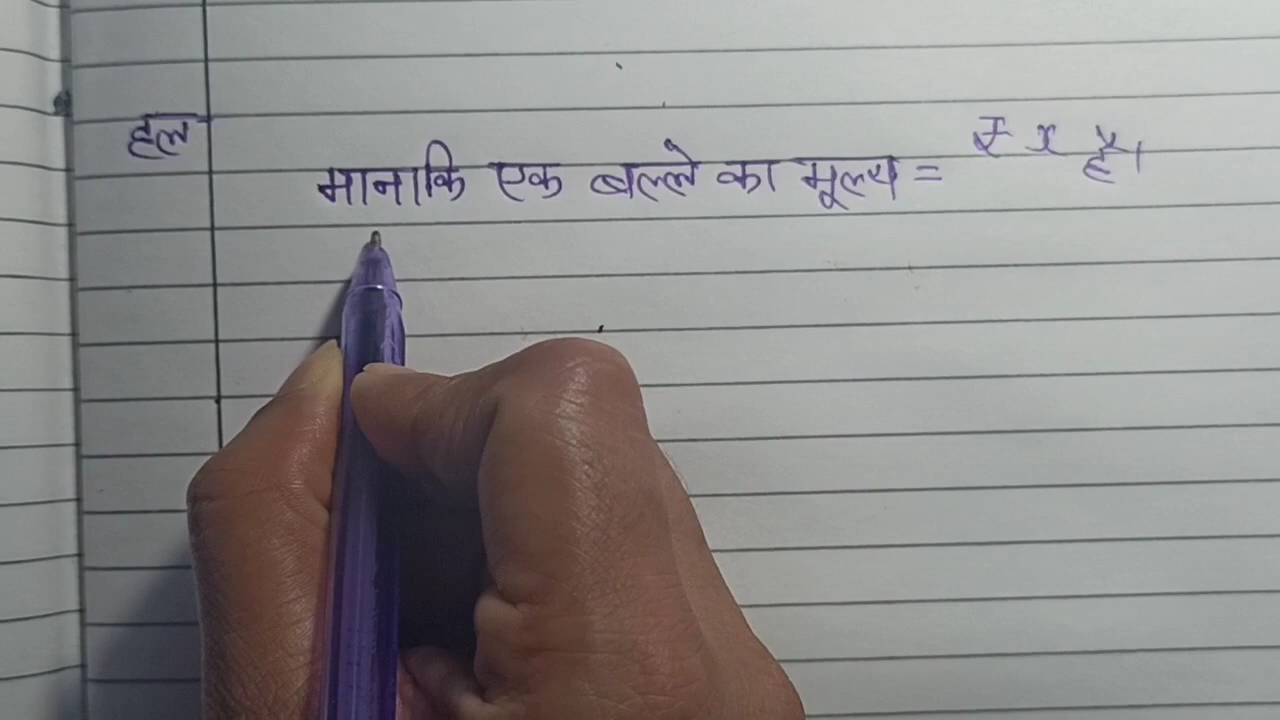 हल
मानाकि एक बल्ले का मूल्य = ₹ x है।